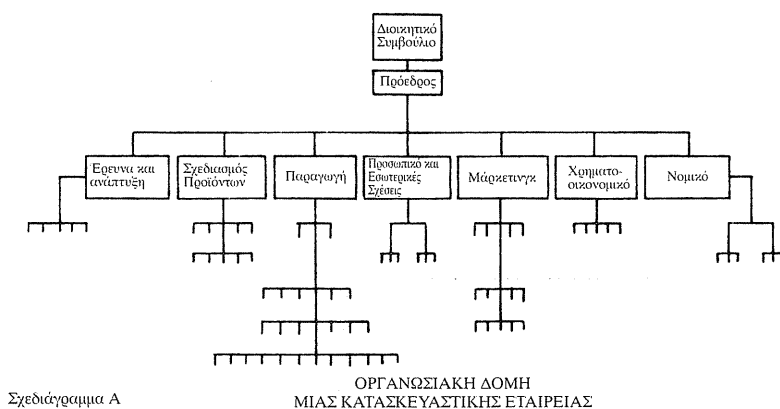 Διοικητικό
Συμβούλιο
Πρόεδρος
Έρευνα και
ανάπτυξη
Σχεδιασμός
Προϊόντων
Παραγωγή
Προσωπικό και
Εσωτερικές
Σχέσεις
Μάρκετινγκ
Χρηματο-
οικονομικό
Νομικό
Σχεδιάγραμμα Α
ΟΡΓΑΝΩΣΙΑΚΗ ΔΟΜΗ
ΜΙΑΣ ΚΑΤΑΣΚΕΥΑΣΤΙΚΗΣ ΕΤΑΙΡΕΙΑΣ